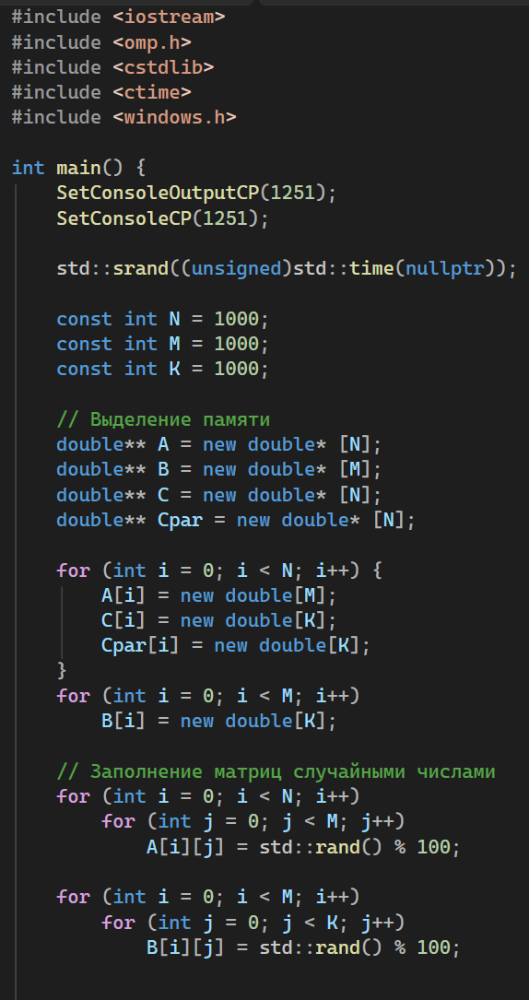 #include <iostream>
#include <omp.h>
#include <cstdlib>
#include <ctime>
#include <windows.h>

int main() {
    SetConsoleOutputCP(1251);
    SetConsoleCP(1251);

    std::srand((unsigned)std::time(nullptr));

    const int N = 1000;
    const int M = 1000;
    const int K = 1000;

    // Выделение памяти
    double** A = new double* [N];
    double** B = new double* [M];
    double** C = new double* [N];
    double** Cpar = new double* [N];

    for (int i = 0; i < N; i++) {
        A[i] = new double[M];
        C[i] = new double[K];
        Cpar[i] = new double[K];
    }
    for (int i = 0; i < M; i++)
        B[i] = new double[K];

    // Заполнение матриц случайными числами
    for (int i = 0; i < N; i++)
        for (int j = 0; j < M; j++)
            A[i][j] = std::rand() % 100;

    for (int i = 0; i < M; i++)
        for (int j = 0; j < K; j++)
            B[i][j] = std::rand() % 100;